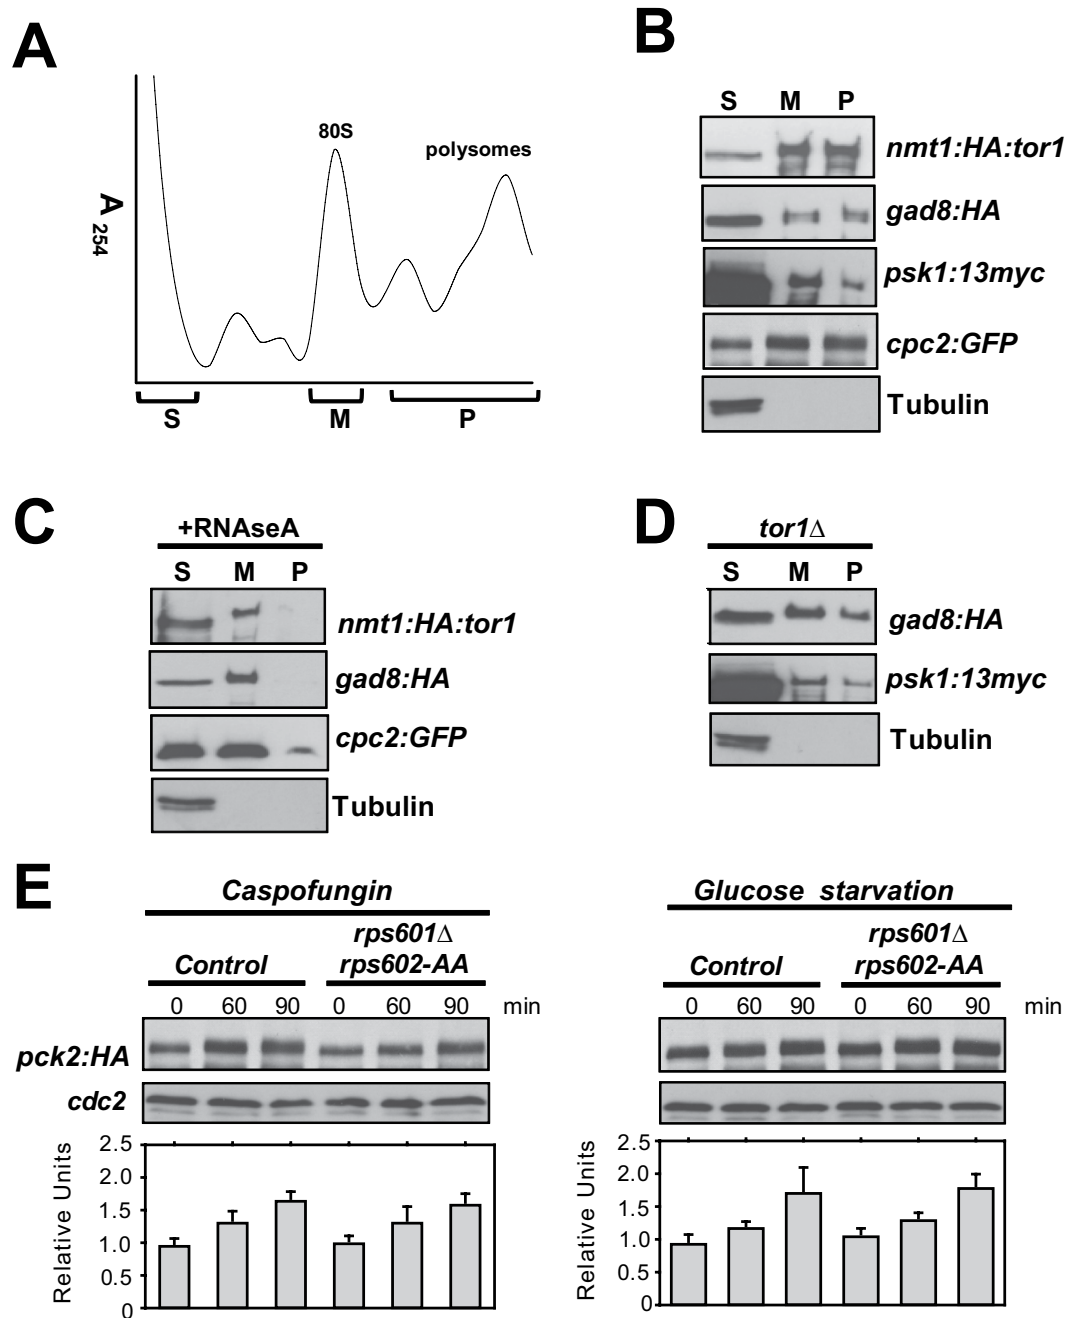 A
A254
80S
polysomes
S M P
B
S M P
nmt1:HA:tor1
gad8:HA
psk1:13myc
cpc2:GFP
Tubulin
C
+RNAseA
S M P
nmt1:HA:tor1
gad8:HA
cpc2:GFP
Tubulin
D
tor1Δ
S M P
gad8:HA
psk1:13myc
Tubulin
E
Caspofungin
Control
rps601Δ
rps602-AA
0 60 90 0 60 90 min
pck2:HA
cdc2
Relative Units
2.5
2.0
1.5
1.0
0.5
0
Glucose starvation
Control
rps601Δ
rps602-AA
0 60 90 0 60 90 min
Relative Units
2.5
2.0
1.5
1.0
0.5
0